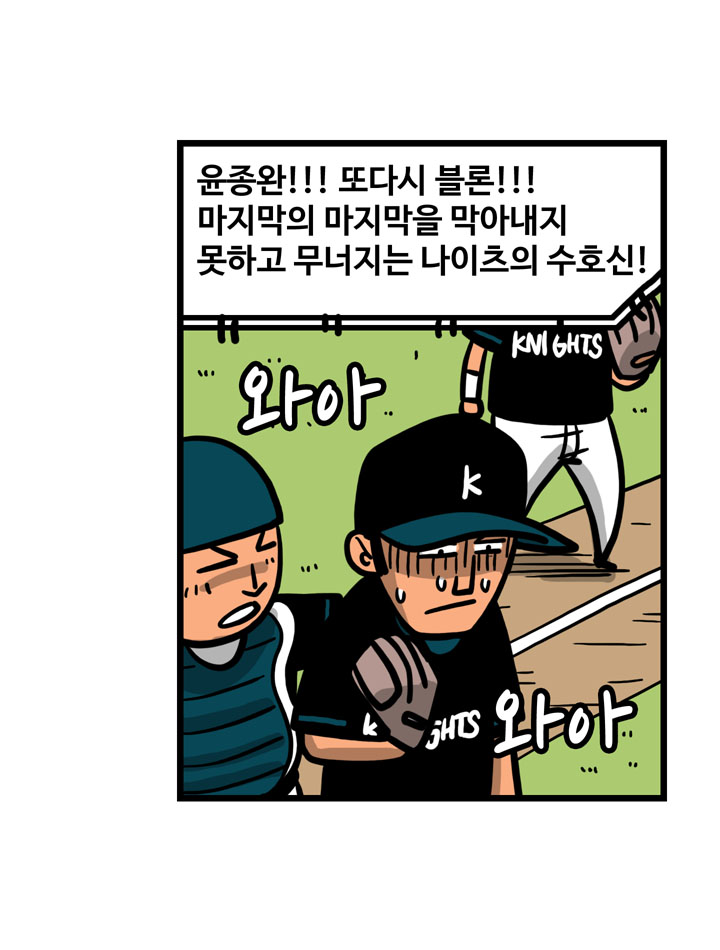 윤종완!!! 또다시 블론!!!
마지막의 마지막을 막아내지
못하고 무너지는 나이츠의 수호신!
KNIGHTS
와아
K
K GHTS
와아